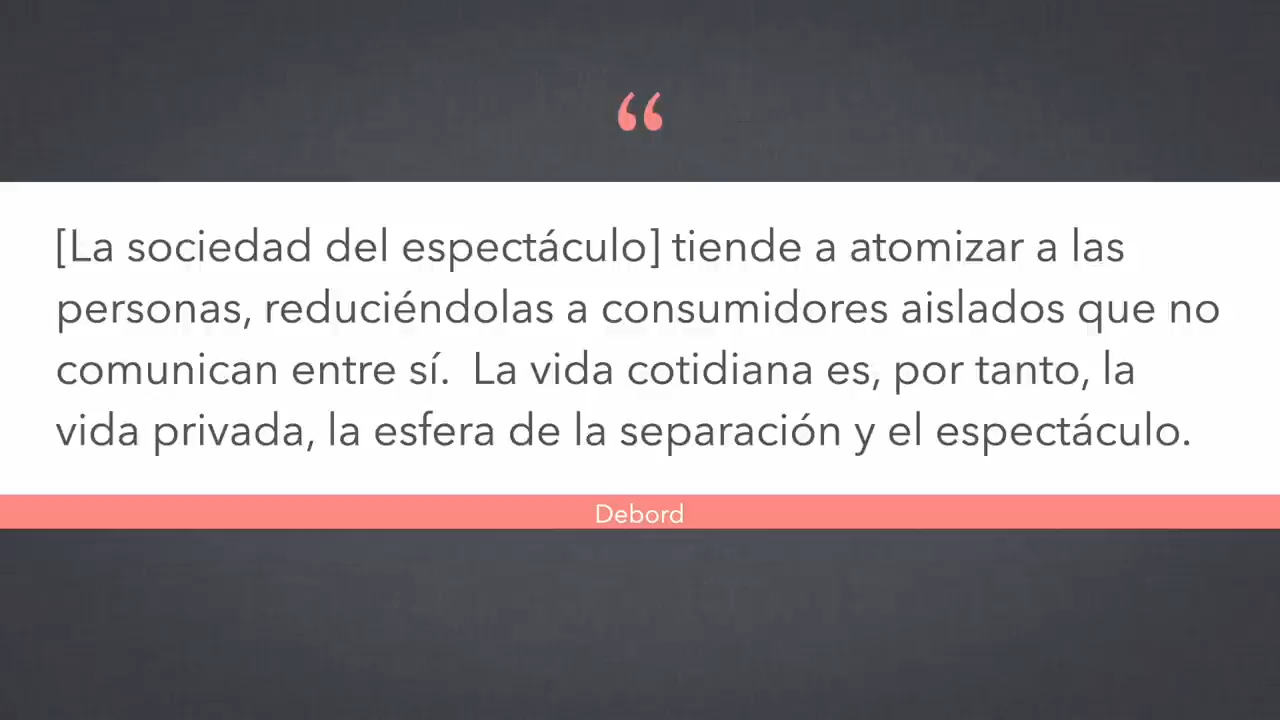 “
[La sociedad del espectáculo] tiende a atomizar a las
personas, reduciéndolas a consumidores aislados que no
comunican entre sí.  La vida cotidiana es, por tanto, la
vida privada, la esfera de la separación y el espectáculo.
Debord